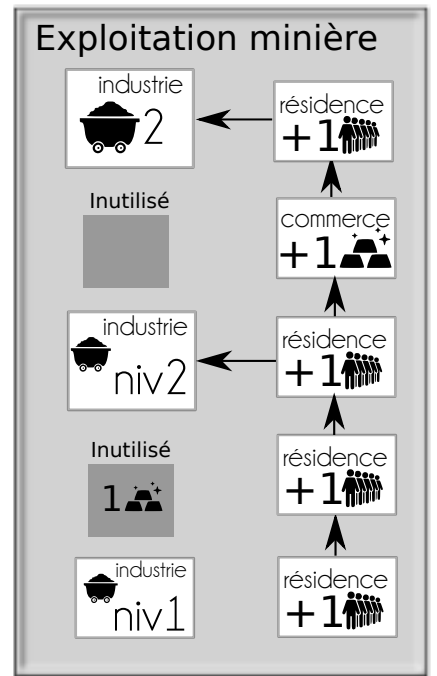 Exploitation minière
industrie
2
résidence
+1
Inutilisé
commerce
+1
industrie
niv2
résidence
+1
Inutilisé
1
résidence
+1
industrie
niv1
résidence
+1